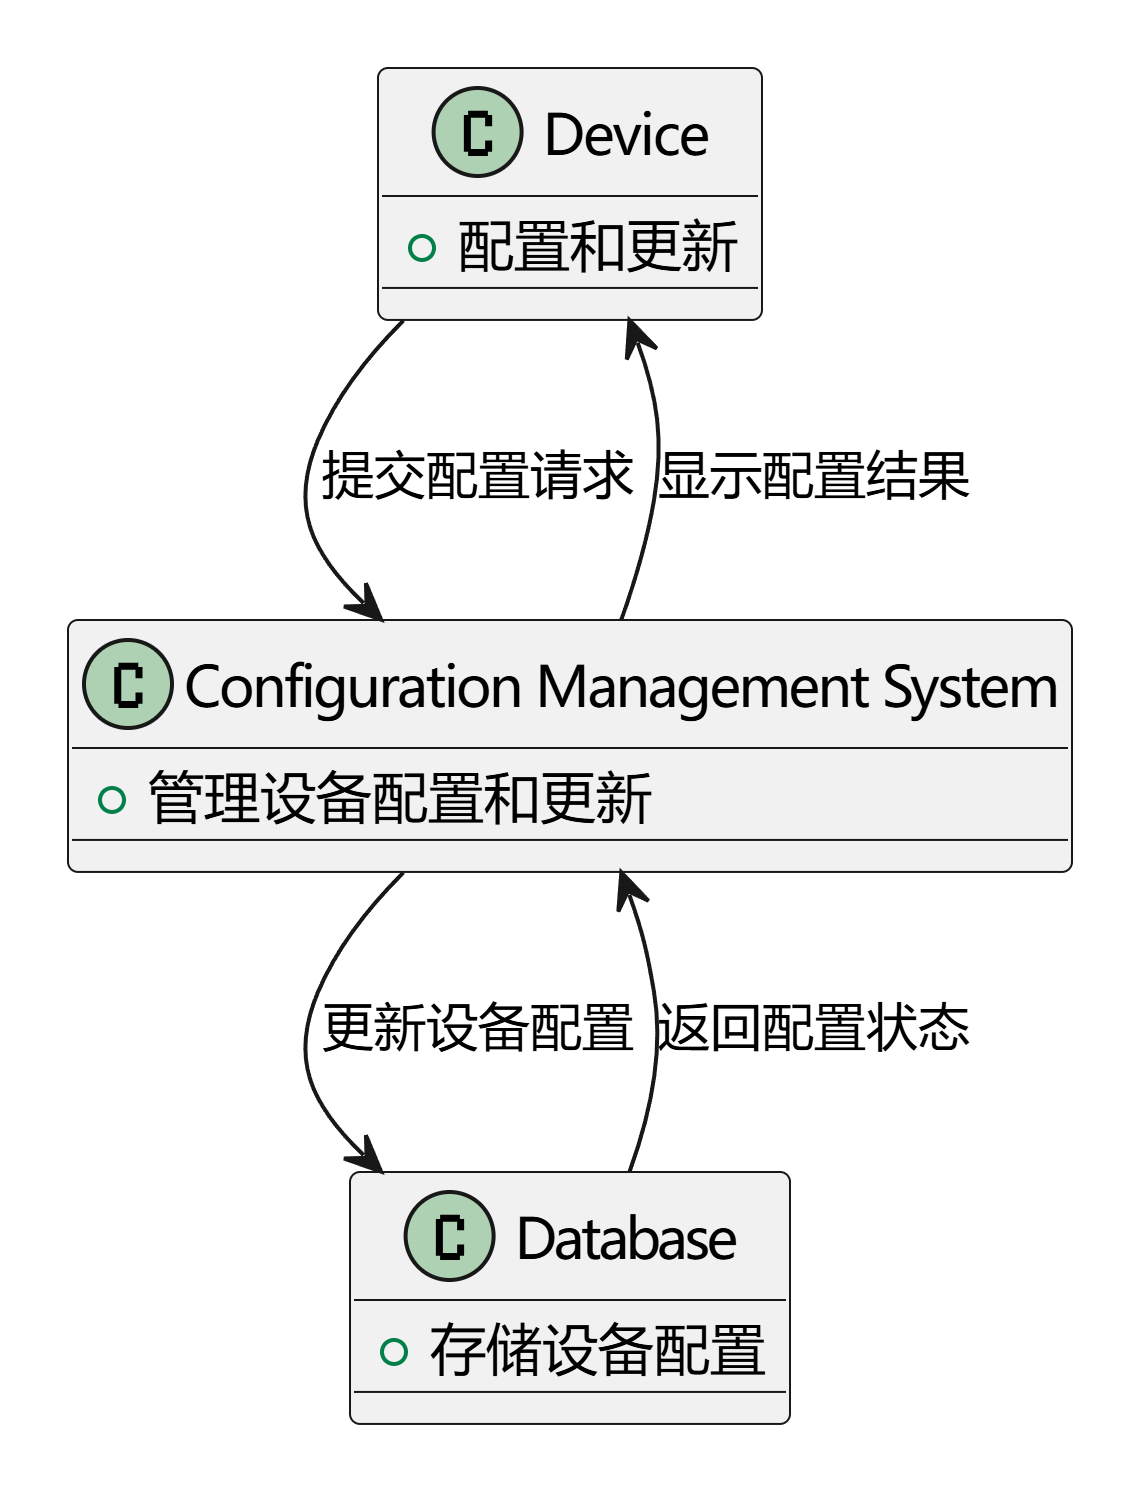 C Device
配置和更新
提交配置请求 显示配置结果
C Configuration Management System
管理设备配置和更新
更新设备配置 返回配置状态
C Database
存储设备配置